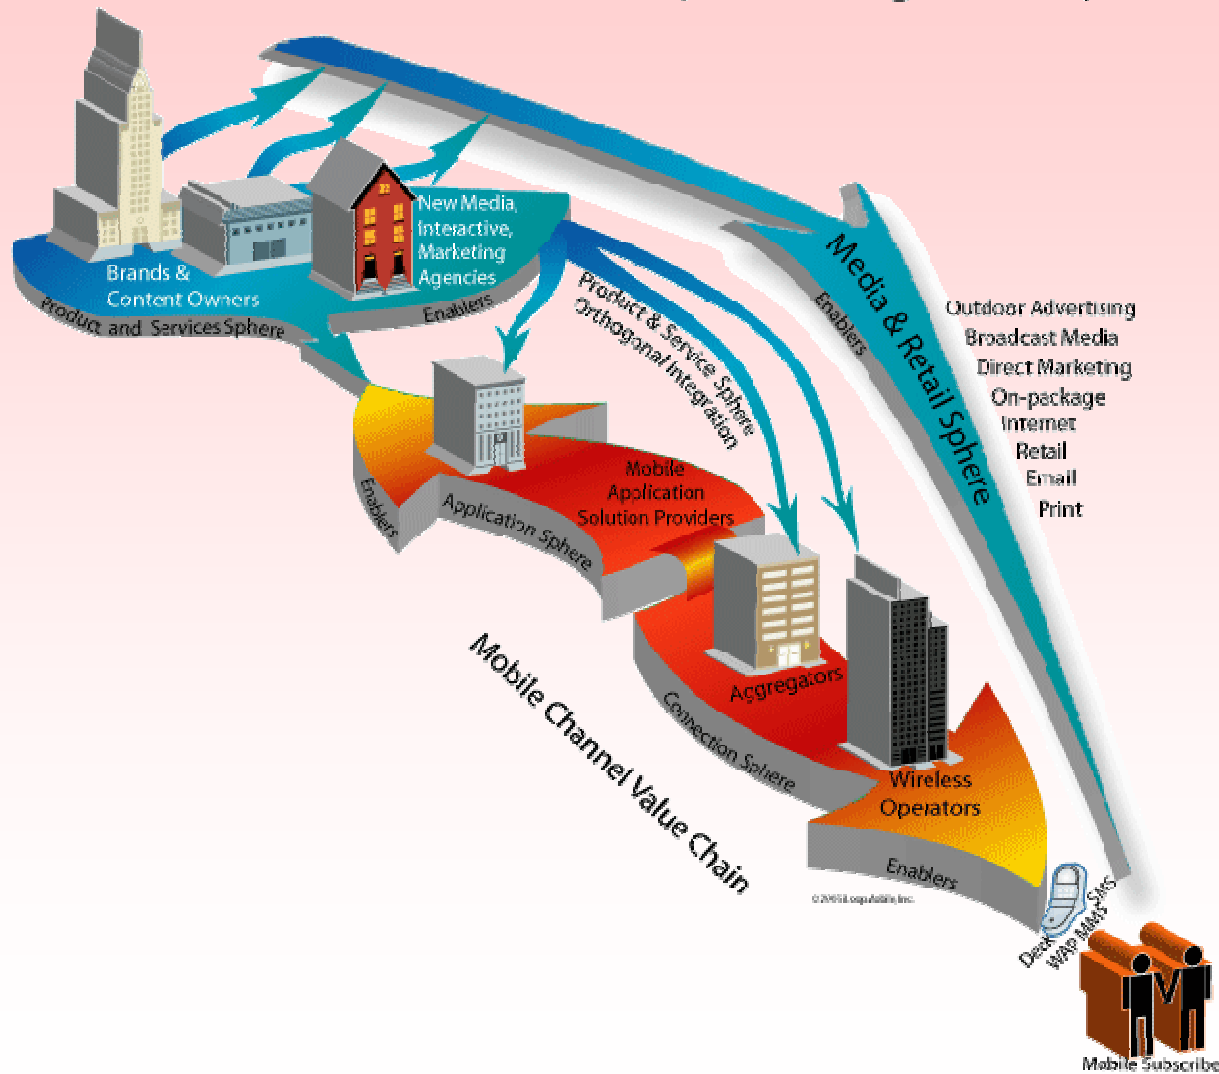 New Media,
Interactive,
Marketing
Agencies
Brands &
Content Owners
Product and Services Sphere
Enablers
Product & Service Sphere
Orthogonal Integration
Enablers
Media & Retail Sphere
Outdoor Advertising
Broadcast Media
Direct Marketing
On-package
Internet
Retail
Email
Print
Enablers
Application Sphere
Mobile
Application
Solution Providers
Mobile Channel Value Chain
Aggregators
Connection Sphere
Wireless
Operators
Enablers
Deck
WAP
MMS
SMS
Mobile Subscribe